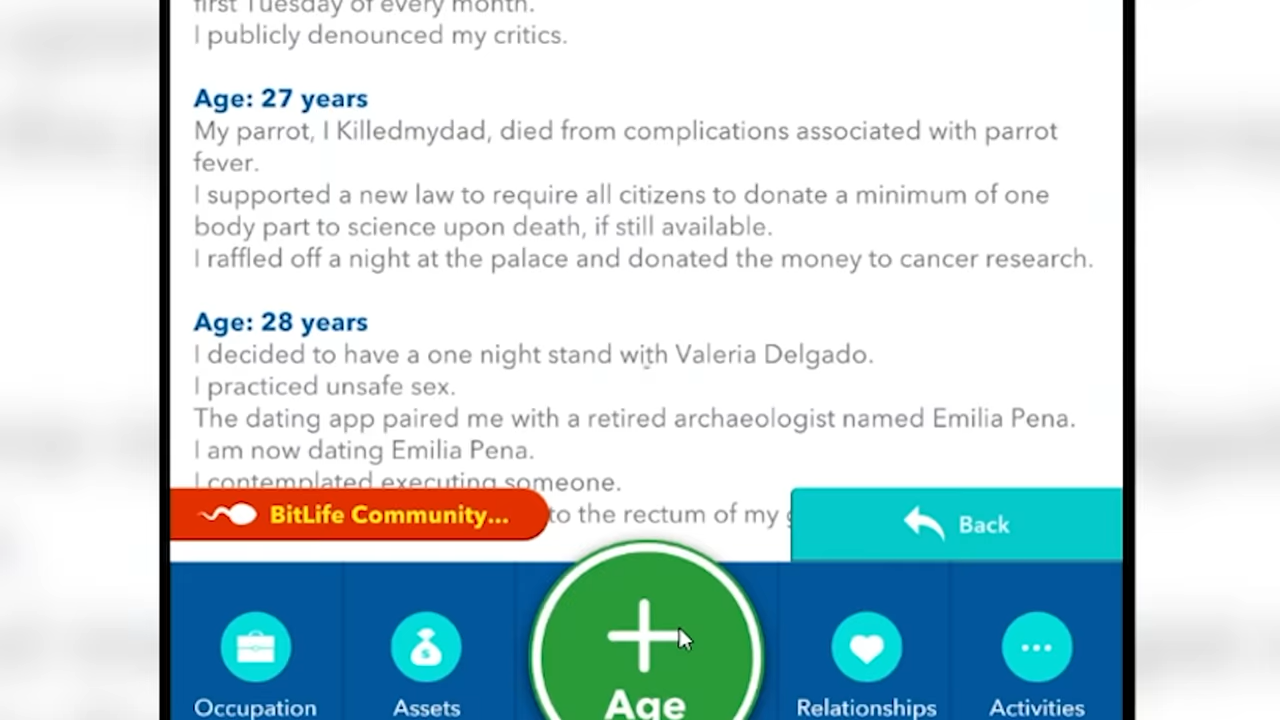 first Tuesday of every month.
I publicly denounced my critics.
Age: 27 years
My parrot, I Killedmydad, died from complications associated with parrot
fever.
I supported a new law to require all citizens to donate a minimum of one
body part to science upon death, if still available.
I raffled off a night at the palace and donated the money to cancer research.
Age: 28 years
I decided to have a one night stand with Valeria Delgado.
I practiced unsafe sex.
The dating app paired me with a retired archaeologist named Emilia Pena.
I am now dating Emilia Pena.
I contemplated executing someone.
to the rectum of my
BitLife Community...
Back
Age
Occupation
Assets
Relationships
Activities